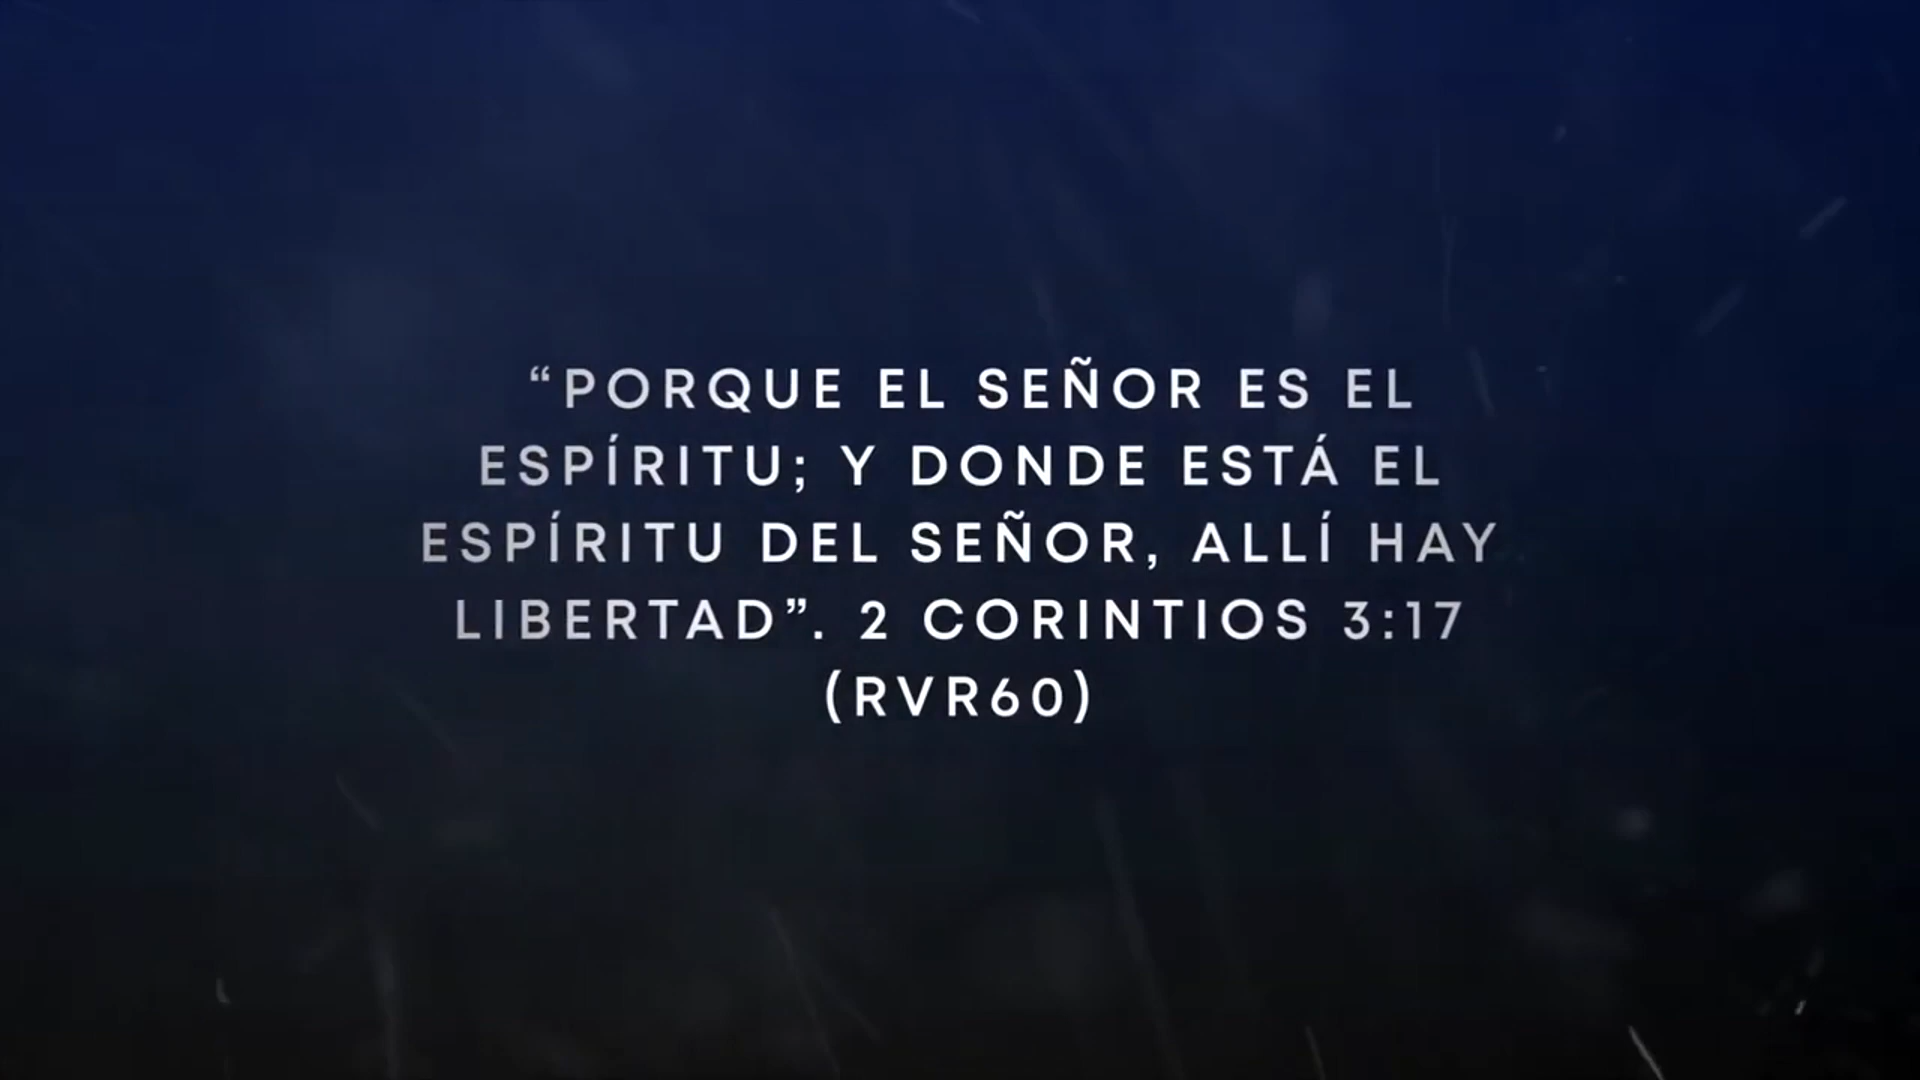 “PORQUE EL SEÑOR ES EL
ESPÍRITU; Y DONDE ESTÁ EL
ESPÍRITU DEL SEÑOR, ALLÍ HAY
LIBERTAD”. 2 CORINTIOS 3:17
(RVR60)